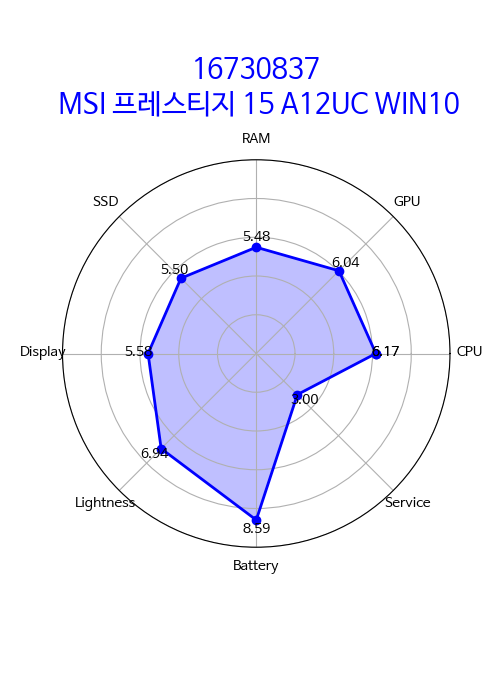 16730837
MSI 프레스티지 15 A12UC WIN10
RAM
SSD
GPU
5.48
6.04
5.50
Display
5.58
6.17
CPU
3.00
6.94
Lightness
Service
8.59
Battery